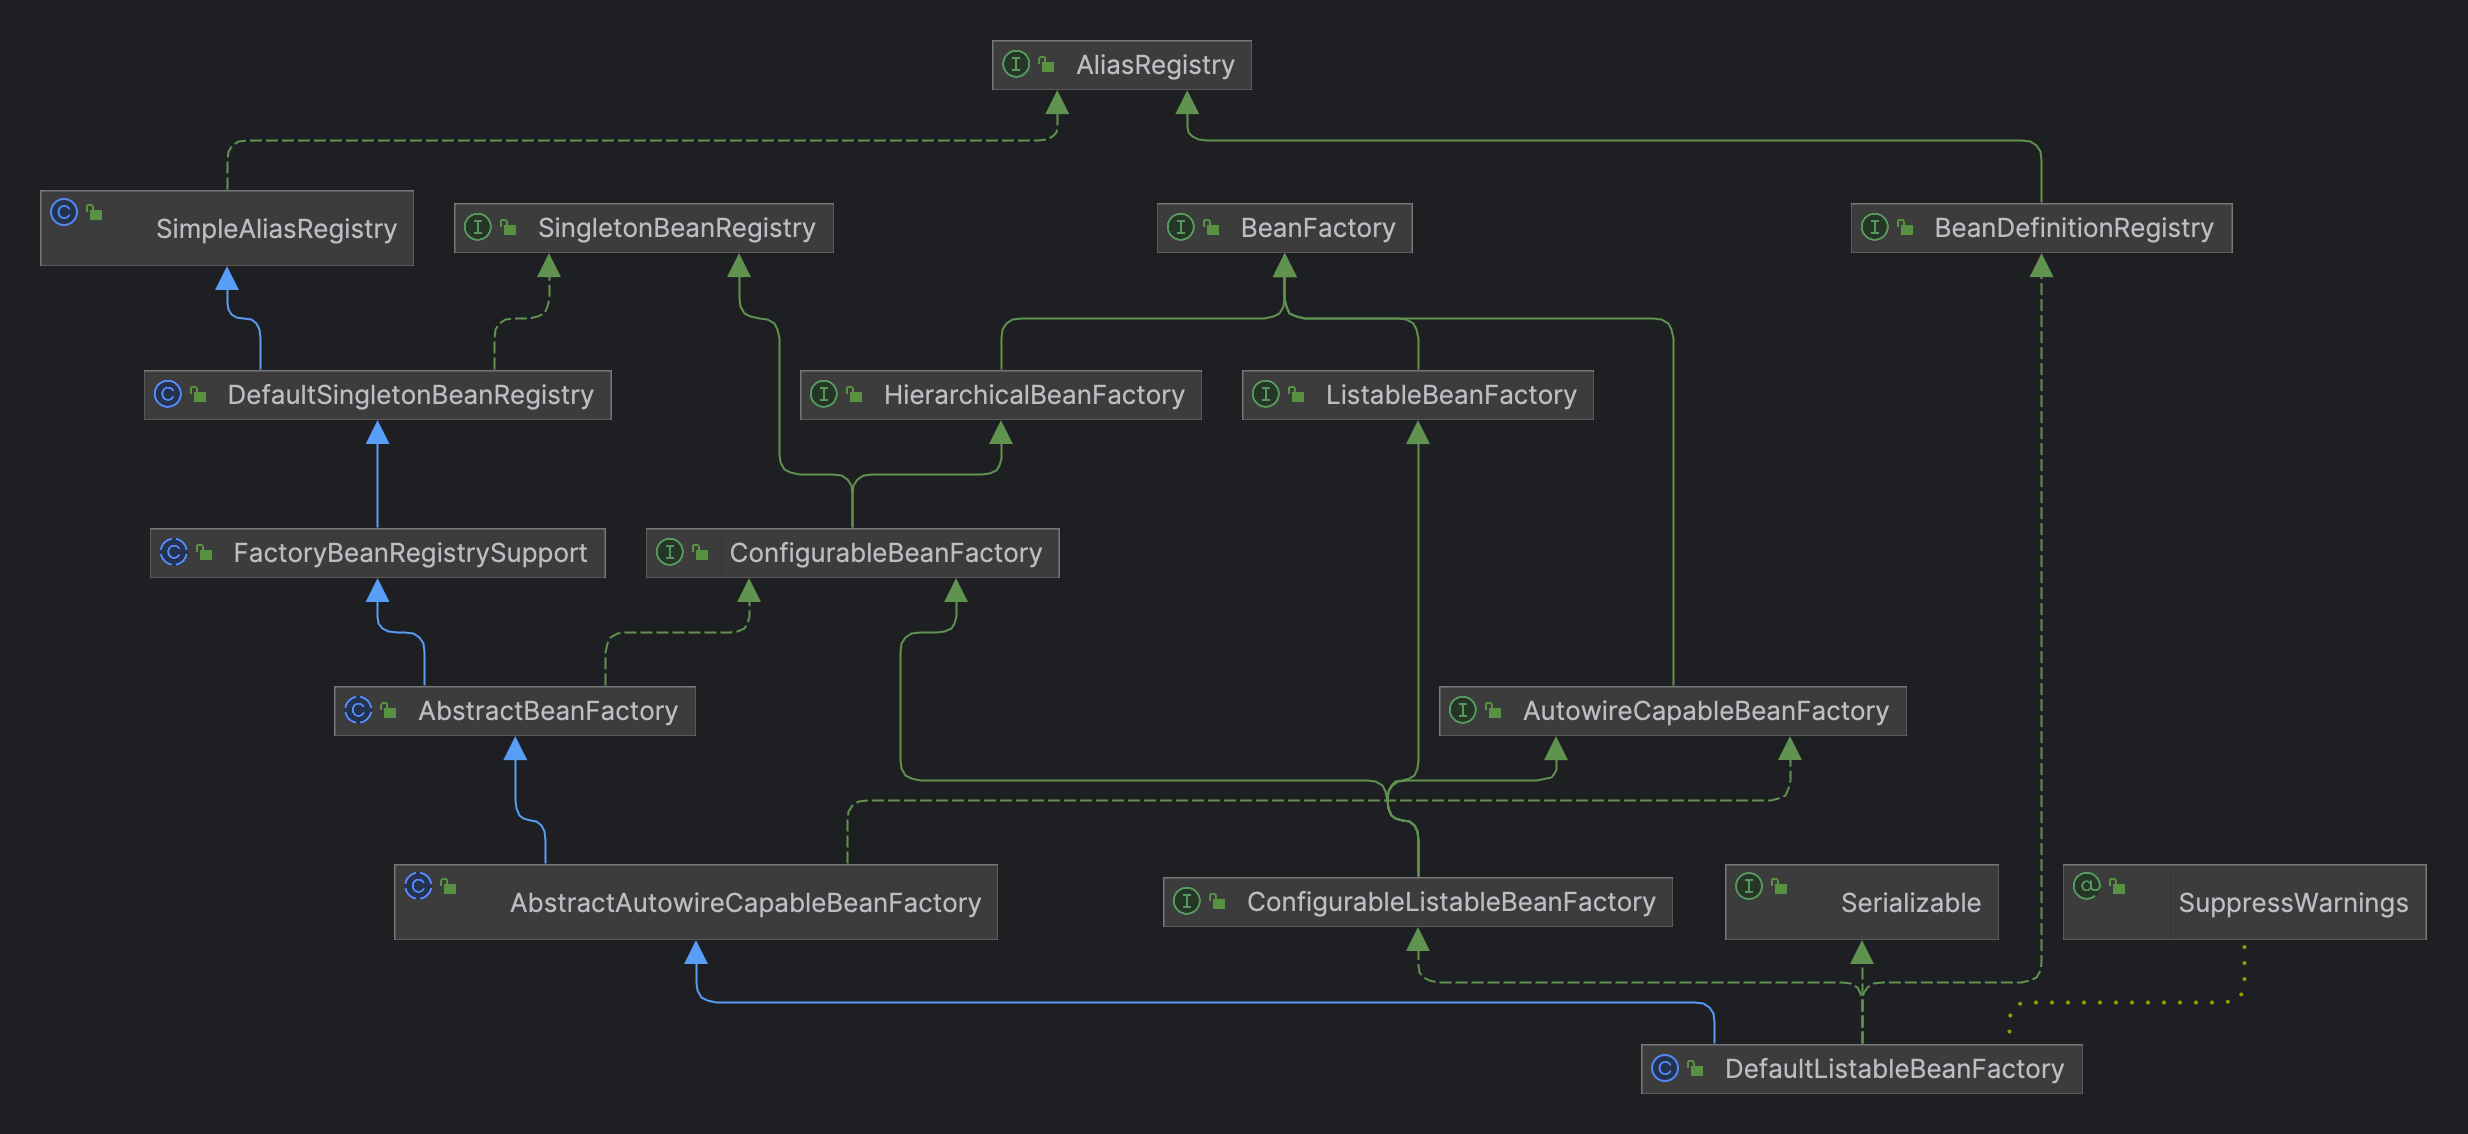 AliasRegistry
SimpleAliasRegistry
SingletonBeanRegistry
BeanFactory
BeanDefinitionRegistry
DefaultSingletonBeanRegistry
HierarchicalBeanFactory
ListableBeanFactory
FactoryBeanRegistrySupport
ConfigurableBeanFactory
AbstractBeanFactory
AutowireCapableBeanFactory
AbstractAutowireCapableBeanFactory
ConfigurableListableBeanFactory
Serializable
SuppressWarnings
DefaultListableBeanFactory